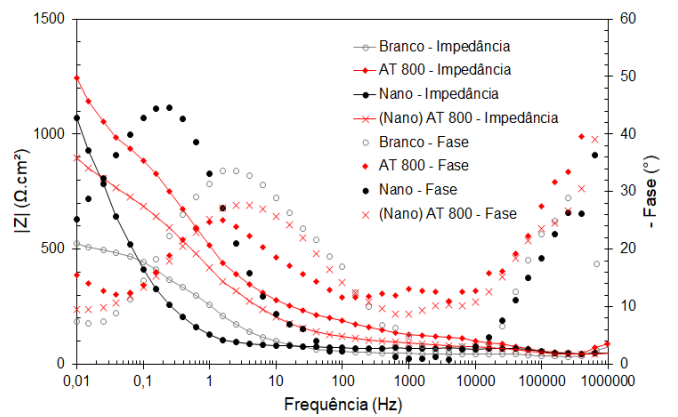 1500
1000
500
0
|Z| (Ω.cm²)
60
50
40
30
20
10
0
- Fase (°)
Branco - Impedância
AT 800 - Impedância
Nano - Impedância
(Nano) AT 800 - Impedância
Branco - Fase
AT 800 - Fase
Nano - Fase
(Nano) AT 800 - Fase
0,01 0,1 1 10 100 1000 10000 100000 1000000
Frequência (Hz)